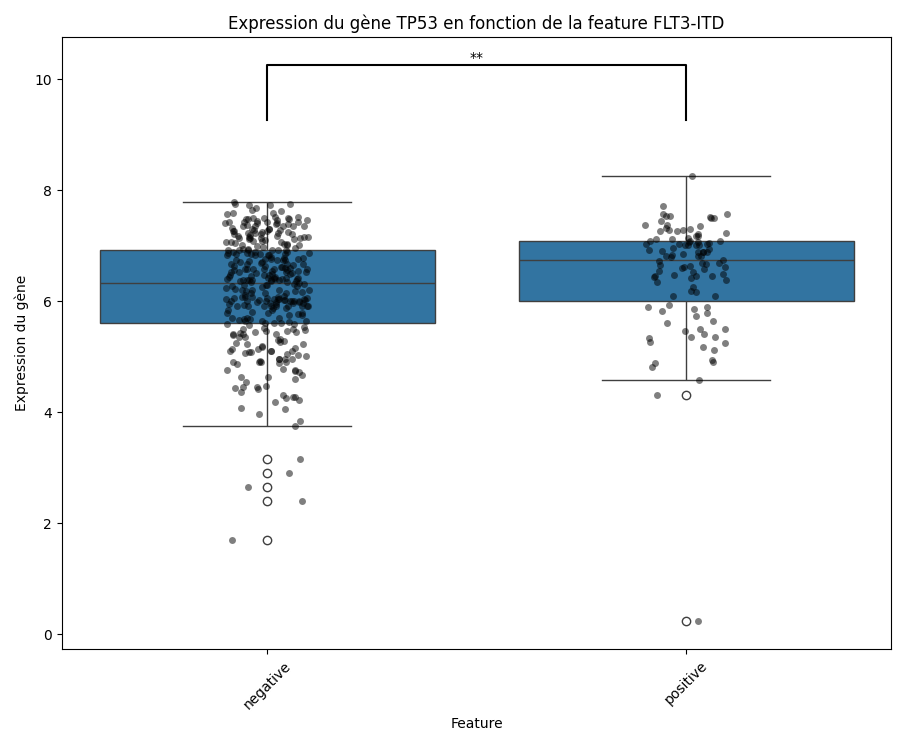 Expression du gène TP53 en fonction de la feature FLT3-ITD
**
10
8
6
4
2
0
Expression du gène
negative
positive
Feature